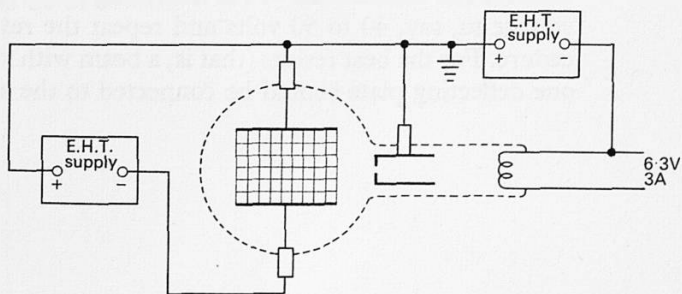 E.H.T.
supply
+ −
E.H.T.
supply
+ −
6·3V
3A